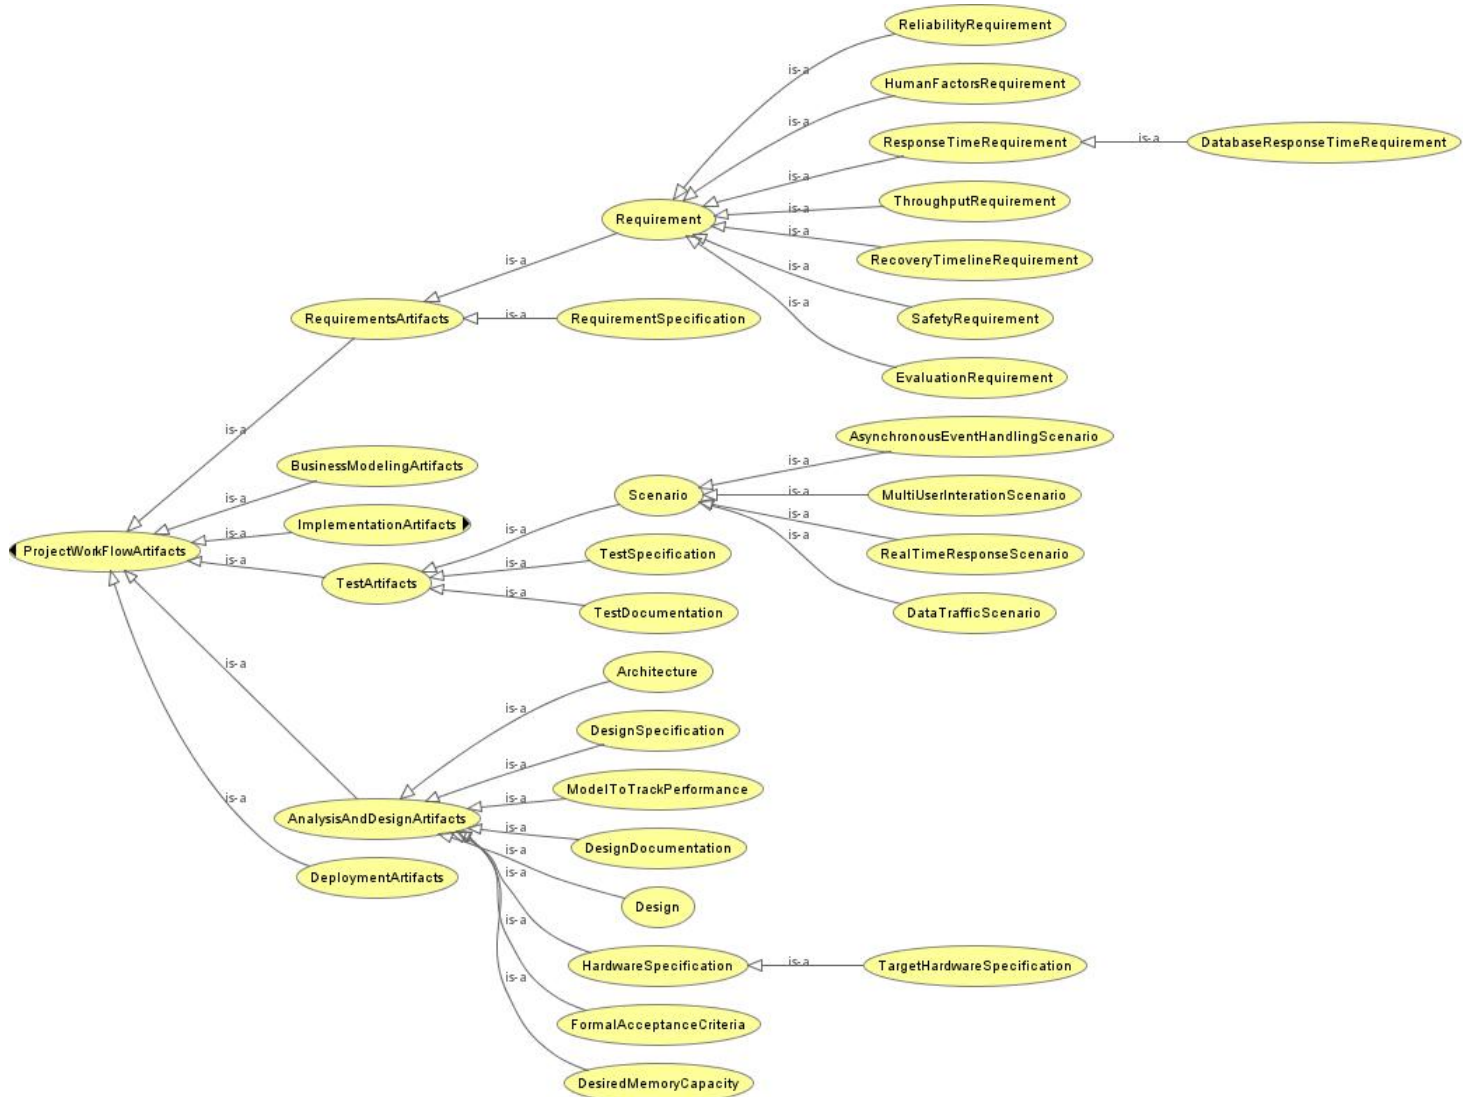 ReliabilityRequirement
is-a
HumanFactorsRequirement
is-a
ResponseTimeRequirement
is-a
DatabaseResponseTimeRequirement
is-a
ThroughputRequirement
is-a
Requirement
is-a
RecoveryTimelineRequirement
is-a
is-a
SafetyRequirement
is-a
RequirementsArtifacts
is-a
RequirementSpecification
EvaluationRequirement
is-a
AsynchronousEventHandlingScenario
is-a
BusinessModelingArtifacts
is-a
Scenario
is-a
MultiUserInterationScenario
is-a
ImplementationArtifacts
is-a
is-a
is-a
ProjectWorkFlowArtifacts
is-a
TestSpecification
is-a
RealTimeResponseScenario
is-a
TestArtifacts
is-a
TestDocumentation
DataTrafficScenario
is-a
Architecture
is-a
DesignSpecification
is-a
ModelToTrackPerformance
is-a
is-a
AnalysisAndDesignArtifacts
is-a
DesignDocumentation
is-a
DeploymentArtifacts
is-a
Design
is-a
HardwareSpecification
is-a
TargetHardwareSpecification
is-a
FormalAcceptanceCriteria
DesiredMemoryCapacity